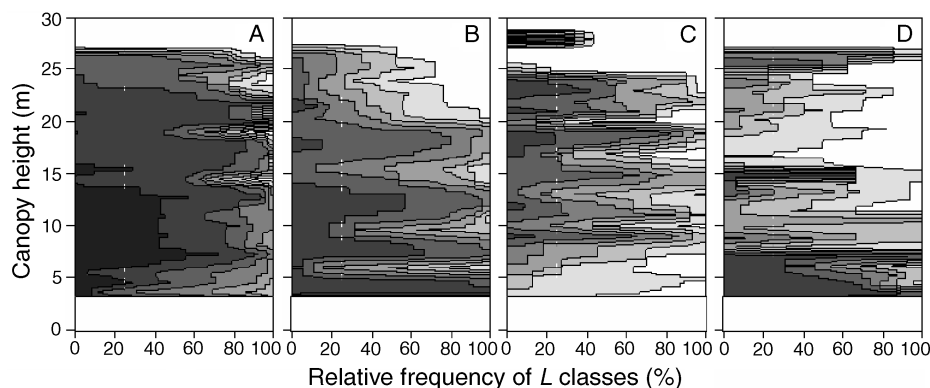 A B C D
Canopy height (m)
30
25
20
15
10
5
0
0 20 40 60 80 100 0 20 40 60 80 100 0 20 40 60 80 100 0 20 40 60 80 100
Relative frequency of L classes (%)